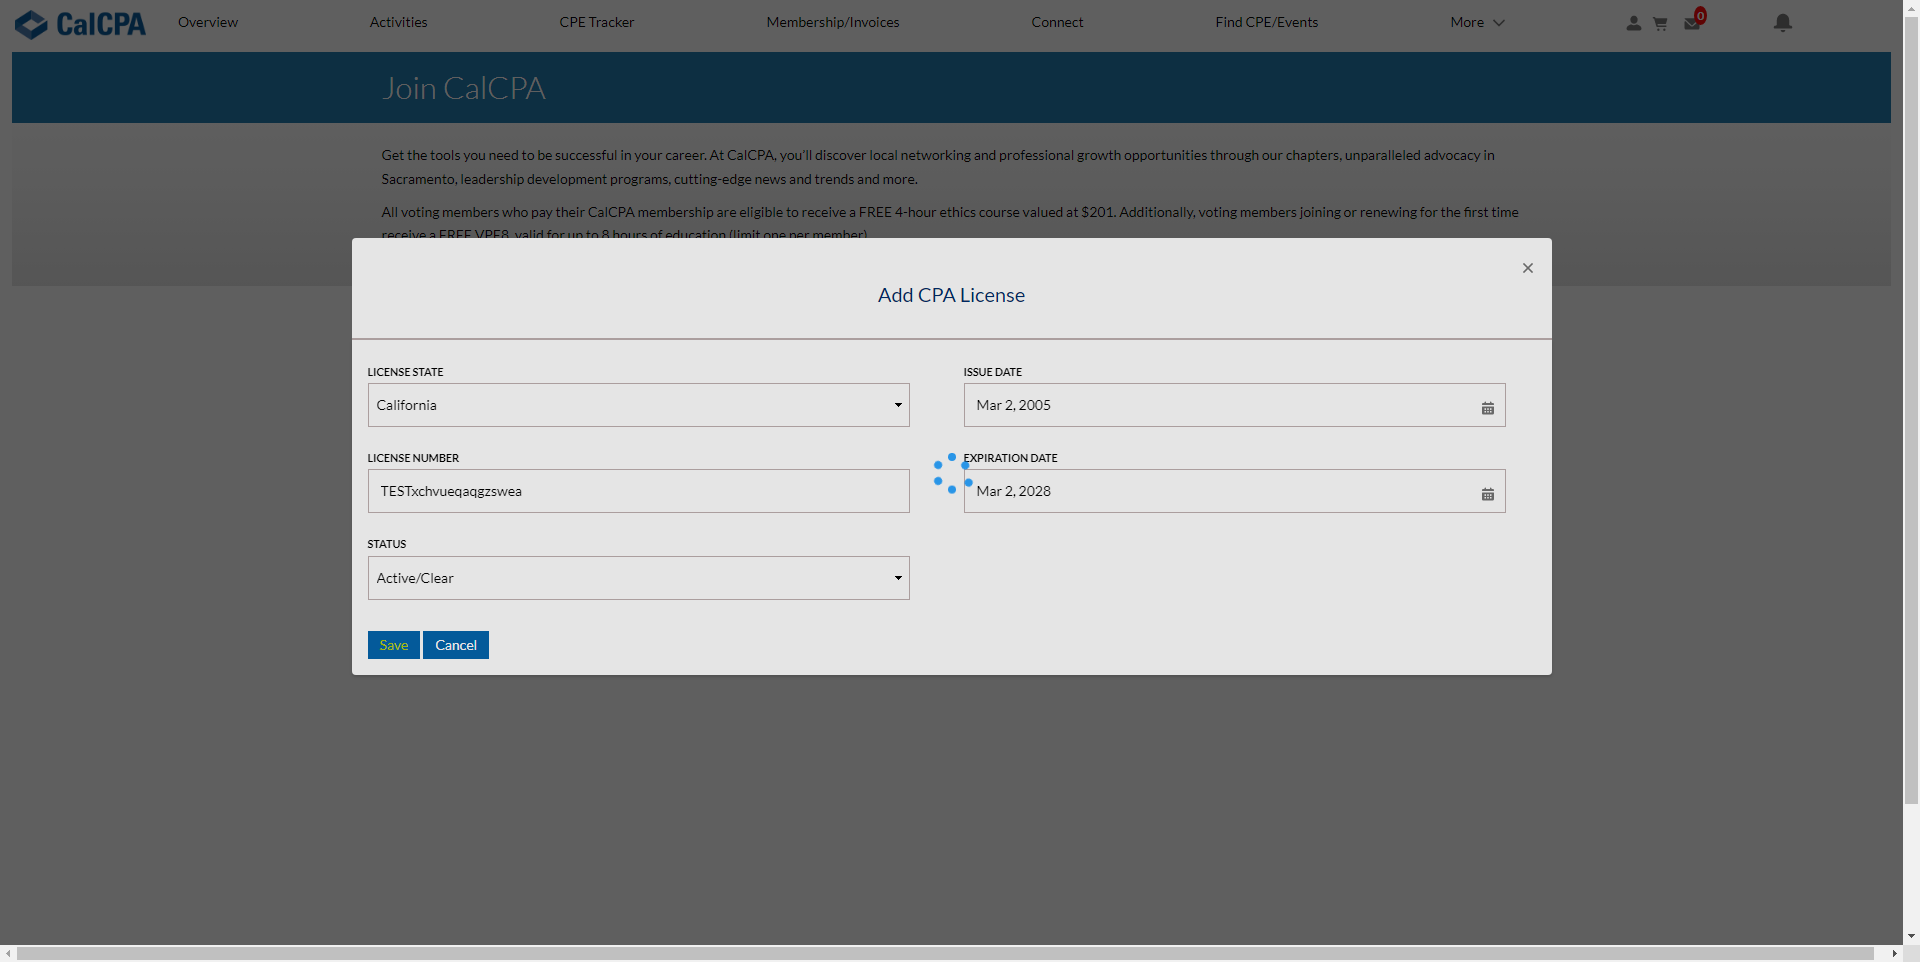 CalCPA
Overview
Activities
CPE Tracker
Membership/Invoices
Connect
Find CPE/Events
More
0
Join CalCPA
Get the tools you need to be successful in your career. At CalCPA, you'll discover local networking and professional growth opportunities through our chapters, unparalleled advocacy in
Sacramento, leadership development programs, cutting-edge news and trends and more.
All voting members who pay their CalCPA membership are eligible to receive a FREE 4-hour ethics course valued at $201. Additionally, voting members joining or renewing for the first time
receive a FREE VPE8, valid for up to 8 hours of education (limit one per member)
Add CPA License
LICENSE STATE
California
ISSUE DATE
Mar 2, 2005
LICENSE NUMBER
TESTxchvueqaqgzswea
EXPIRATION DATE
Mar 2, 2028
STATUS
Active/Clear
Save
Cancel